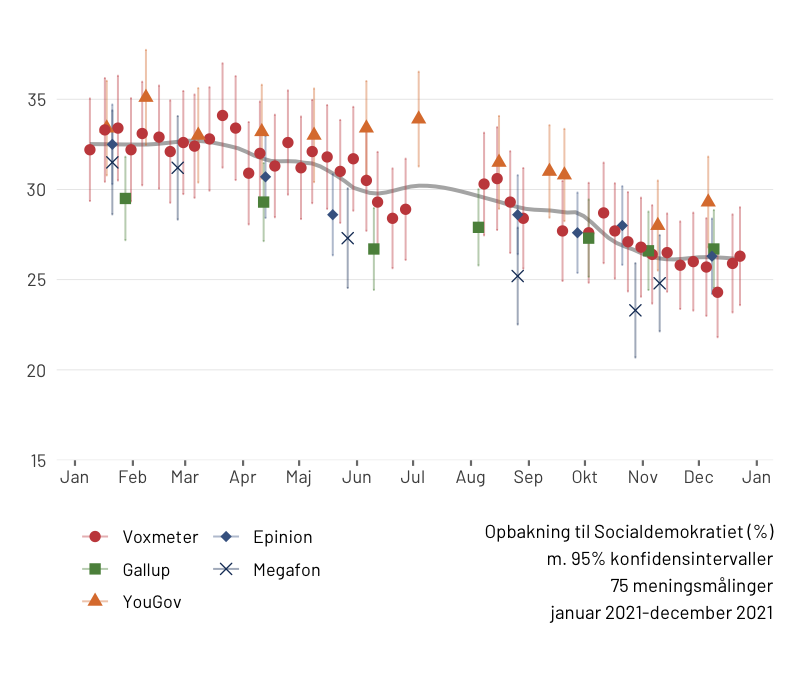 35
30
25
20
15
Jan Feb Mar Apr Maj Jun Jul Aug Sep Okt Nov Dec Jan
Voxmeter Epinion
Gallup Megafon
YouGov
Opbakning til Socialdemokratiet (%)
m. 95% konfidensintervaller
75 meningsmålinger
januar 2021-december 2021